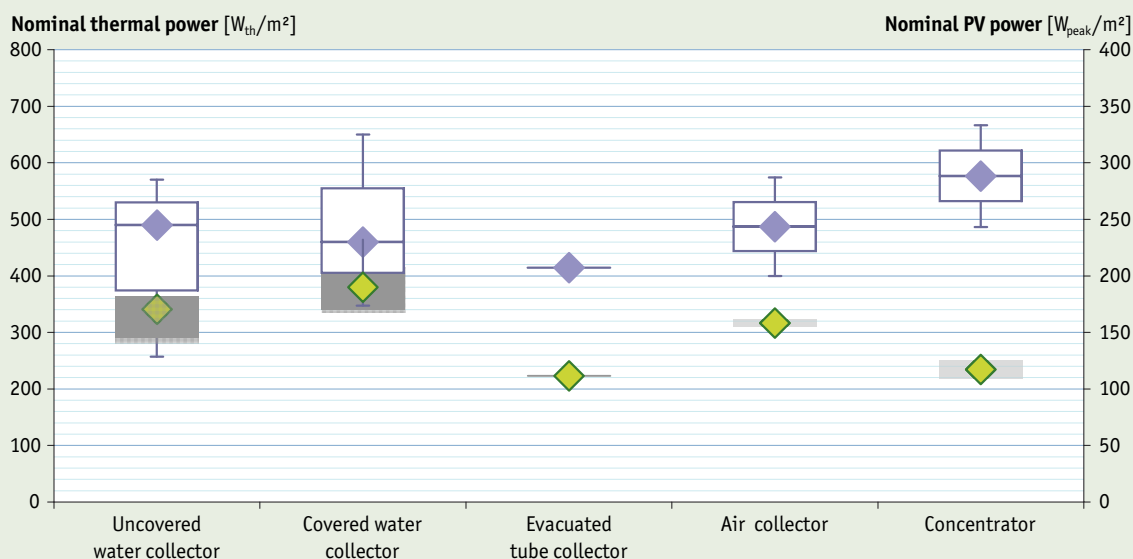 Nominal thermal power [Wth/m²]
Nominal PV power [Wpeak/m²]
800
700
600
500
400
300
200
100
0
400
350
300
250
200
150
100
50
0
Uncovered
water collector
Covered water
collector
Evacuated
tube collector
Air collector
Concentrator